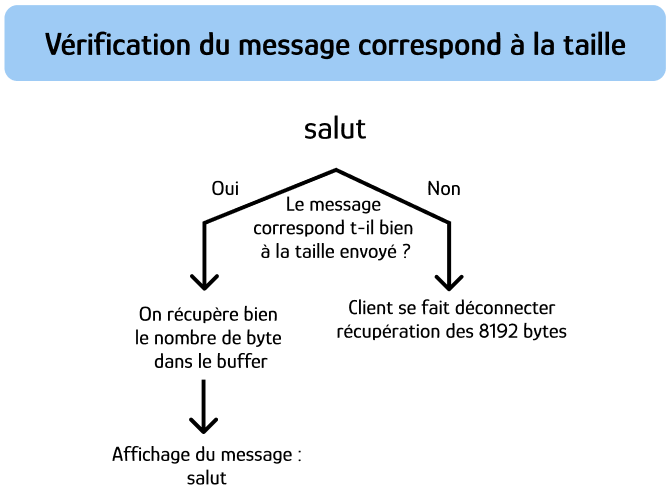 Vérification du message correspond à la taille
salut
Oui
Non
Le message
correspond t-il bien
à la taille envoyé ?
On récupère bien
le nombre de byte
dans le buffer
Client se fait déconnecter
récupération des 8192 bytes
Affichage du message :
salut